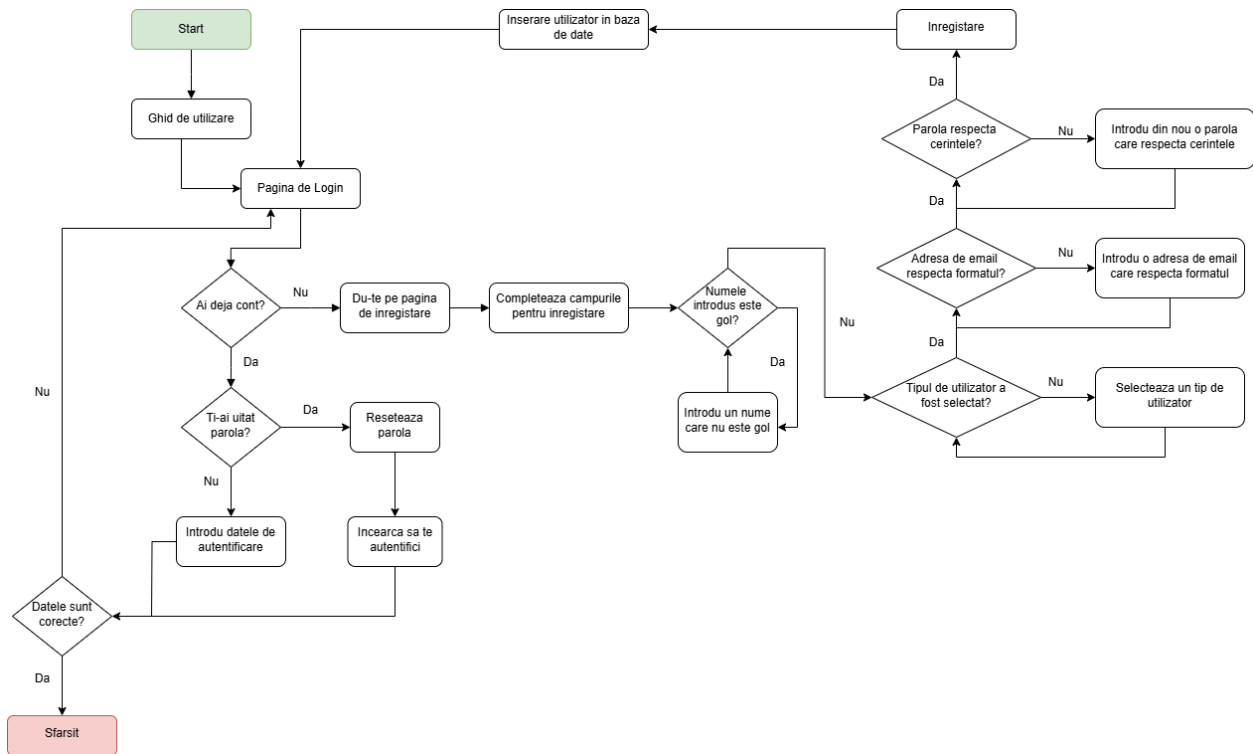 Start
Inserare utilizator in baza
de date
Inregistare
Da
Ghid de utilizare
Parola respecta
cerintele?
Nu
Introdu din nou o parola
care respecta cerintele
Pagina de Login
Da
Adresa de email
respecta formatul?
Nu
Introdu o adresa de email
care respecta formatul
Ai deja cont?
Nu
Du-te pe pagina
de inregistare
Completeaza campurile
pentru inregistare
Numele
introdus este
gol?
Nu
Da
Da
Da
Nu
Tipul de utilizator a
fost selectat?
Nu
Selecteaza un tip de
utilizator
Ti-ai uitat
parola?
Da
Reseteaza
parola
Introdu un nume
care nu este gol
Nu
Introdu datele de
autentificare
Incearca sa te
autentifici
Datele sunt
corecte?
Da
Sfarsit